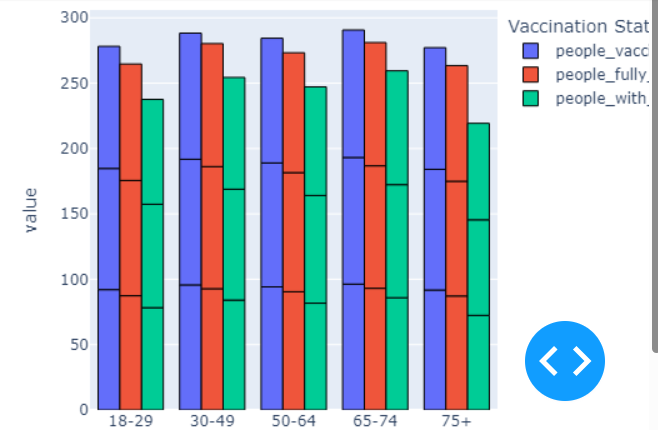 300
250
200
150
100
50
0
value
18-29
30-49
50-64
65-74
75+
Vaccination Stat
people_vacc
people_fully_
people_with_